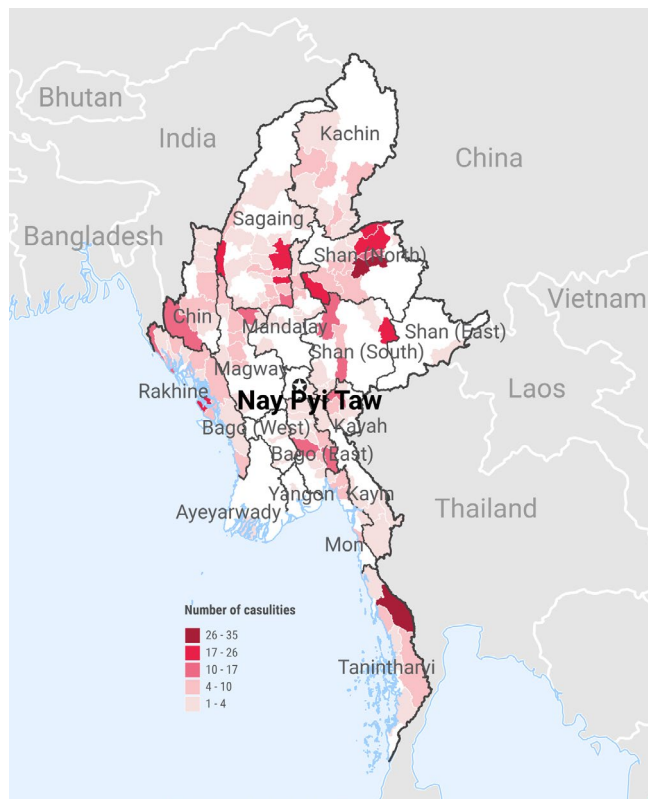 Bhutan
India
Kachin
China
Sagaing
Bangladesh
Shan (North)
Vietnam
Chin
Mandalay
Shan (East)
Shan (South)
Magway
Laos
Rakhine
Nay Pyi Taw
Bago (West)
Kayah
Bago (East)
Yangon
Kayin
Ayeyarwady
Thailand
Mon
Number of casulities
26 - 35
17 - 26
10 - 17
4 - 10
1 - 4
Tanintharyi